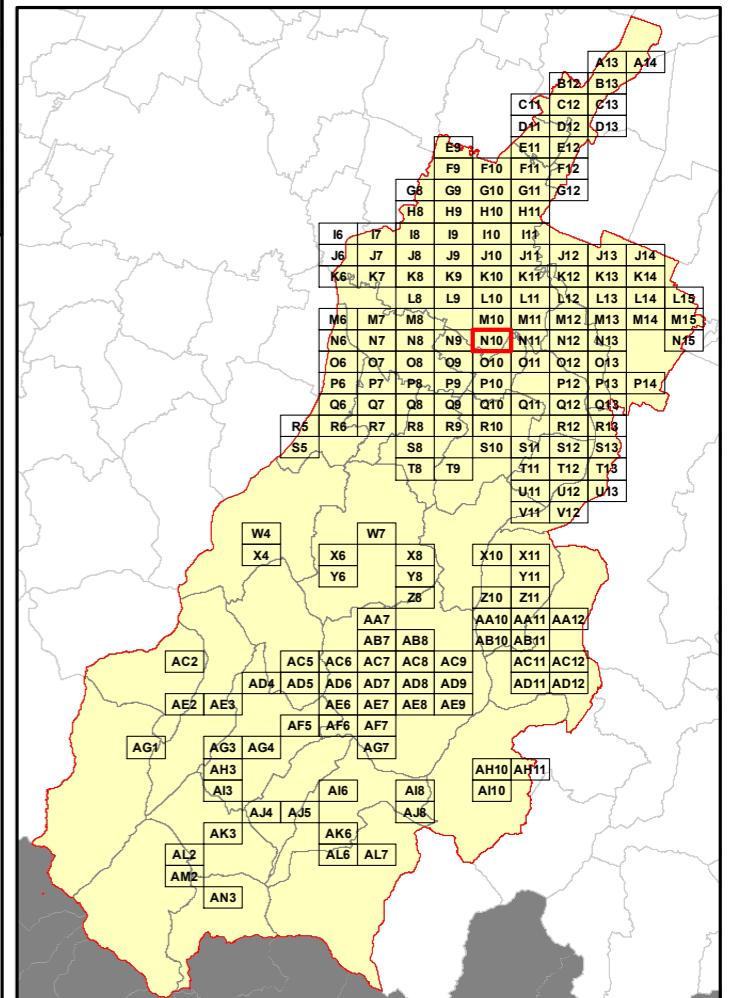 A13 A14
B12 B13
C11 C12 C13
D11 D12 D13
E9 E11 E12
F9 F10 F11 F12
G8 G9 G10 G11 G12
H8 H9 H10 H11
I6 I7 I8 I9 I10 I11
J6 J7 J8 J9 J10 J11 J12 J13 J14
K6 K7 K8 K9 K10 K11 K12 K13 K14
L8 L9 L10 L11 L12 L13 L14 L15
M6 M7 M8 M10 M11 M12 M13 M14 M15
N6 N7 N8 N9 N10 N11 N12 N13 N15
O6 O7 O8 O9 O10 O11 O12 O13
P6 P7 P8 P9 P10 P12 P13 P14
Q6 Q7 Q8 Q9 Q10 Q11 Q12 Q13
R5 R6 R7 R8 R9 R10 R12 R13
S5 S8 S10 S11 S12 S13
T8 T9 T11 T12 T13
U11 U12 U13
V11 V12
W4 W7
X4 X6 X8 X10 X11
Y6 Y8 Y11
Z8 Z10 Z11
AA7 AA10 AA11 AA12
AB7 AB8 AB10 AB11
AC2 AC5 AC6 AC7 AC8 AC9 AC11 AC12
AD4 AD5 AD6 AD7 AD8 AD9 AD11 AD12
AE2 AE3 AE6 AE7 AE8 AE9
AF5 AF6 AF7
AG1 AG3 AG4 AG7
AH3 AH10 AH11
AI3 AI6 AI8 AI10
AJ4 AJ5 AJ8
AK3 AK6
AL2 AL6 AL7
AM2
AN3